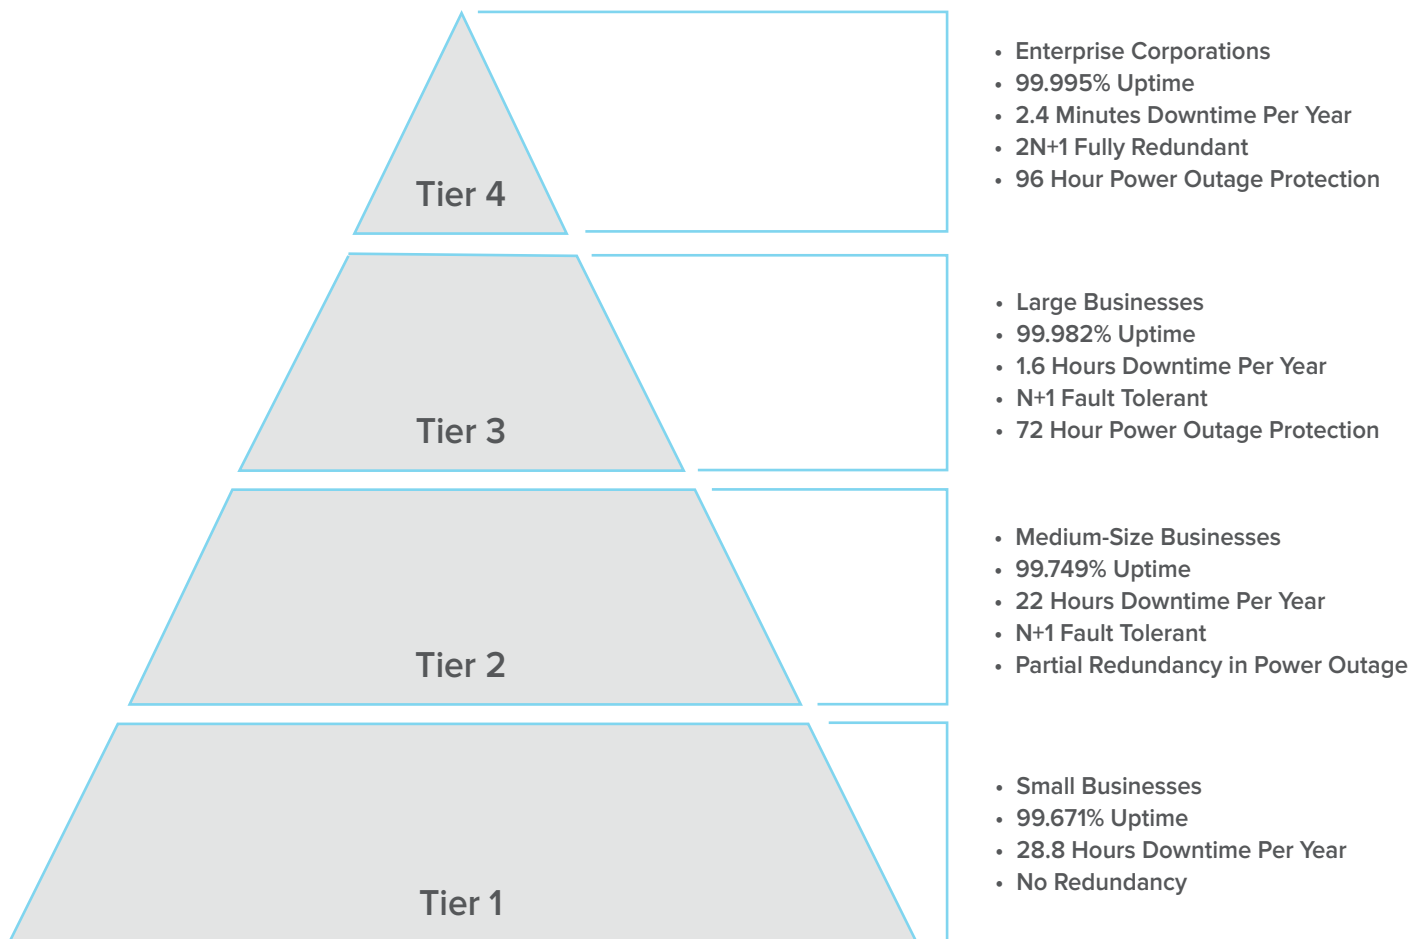 Tier 4
• Enterprise Corporations
• 99.995% Uptime
• 2.4 Minutes Downtime Per Year
• 2N+1 Fully Redundant
• 96 Hour Power Outage Protection
Tier 3
• Large Businesses
• 99.982% Uptime
• 1.6 Hours Downtime Per Year
• N+1 Fault Tolerant
• 72 Hour Power Outage Protection
Tier 2
• Medium-Size Businesses
• 99.749% Uptime
• 22 Hours Downtime Per Year
• N+1 Fault Tolerant
• Partial Redundancy in Power Outage
Tier 1
• Small Businesses
• 99.671% Uptime
• 28.8 Hours Downtime Per Year
• No Redundancy